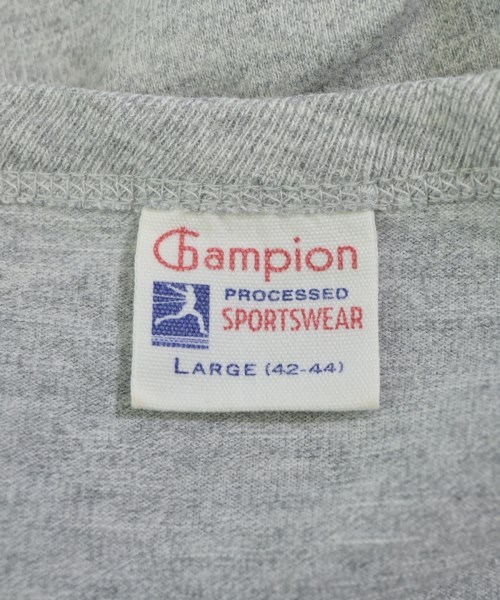 Champion
PROCESSED
SPORTSWEAR
LARGE (42-44)